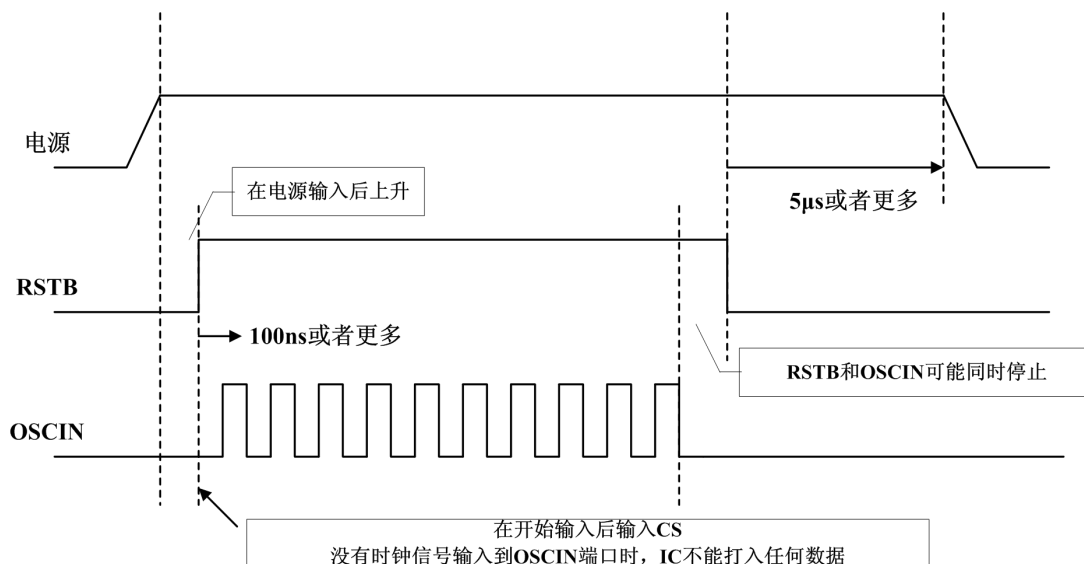 电源
在电源输入后上升
5μs或者更多
RSTB
100ns或者更多
RSTB和OSCIN可能同时停止
OSCIN
在开始输入后输入CS
没有时钟信号输入到OSCIN端口时，IC不能打入任何数据